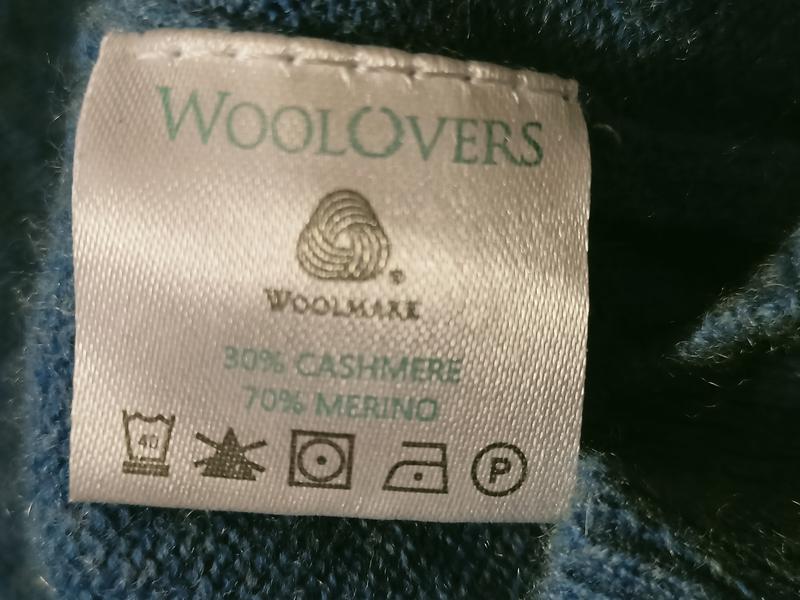 WOOLOVERS
®
WOOLMARK
30% CASHMERE
70% MERINO
40 P